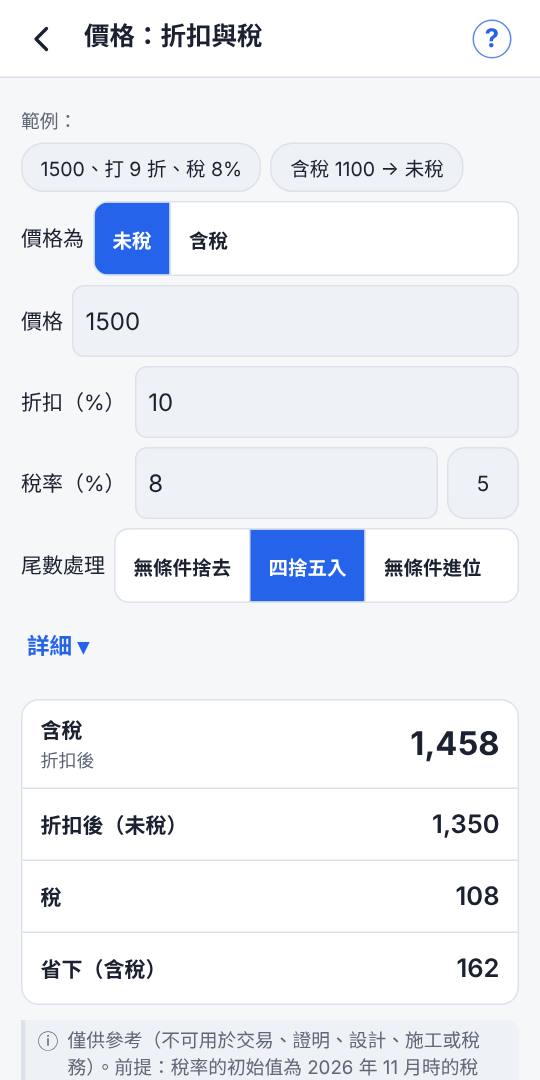 價格：折扣與稅
?
範例：
1500、打 9 折、稅 8%
含稅 1100 → 未稅
價格為
未稅
含稅
價格
1500
折扣（%）
10
稅率（%）
8
5
尾數處理
無條件捨去
四捨五入
無條件進位
詳細 ▾
含稅
折扣後
1,458
折扣後（未稅）
1,350
稅
108
省下（含稅）
162
ⓘ 僅供參考（不可用於交易、證明、設計、施工或稅
務）。前提：稅率的初始值為 2026 年 11 月時的稅